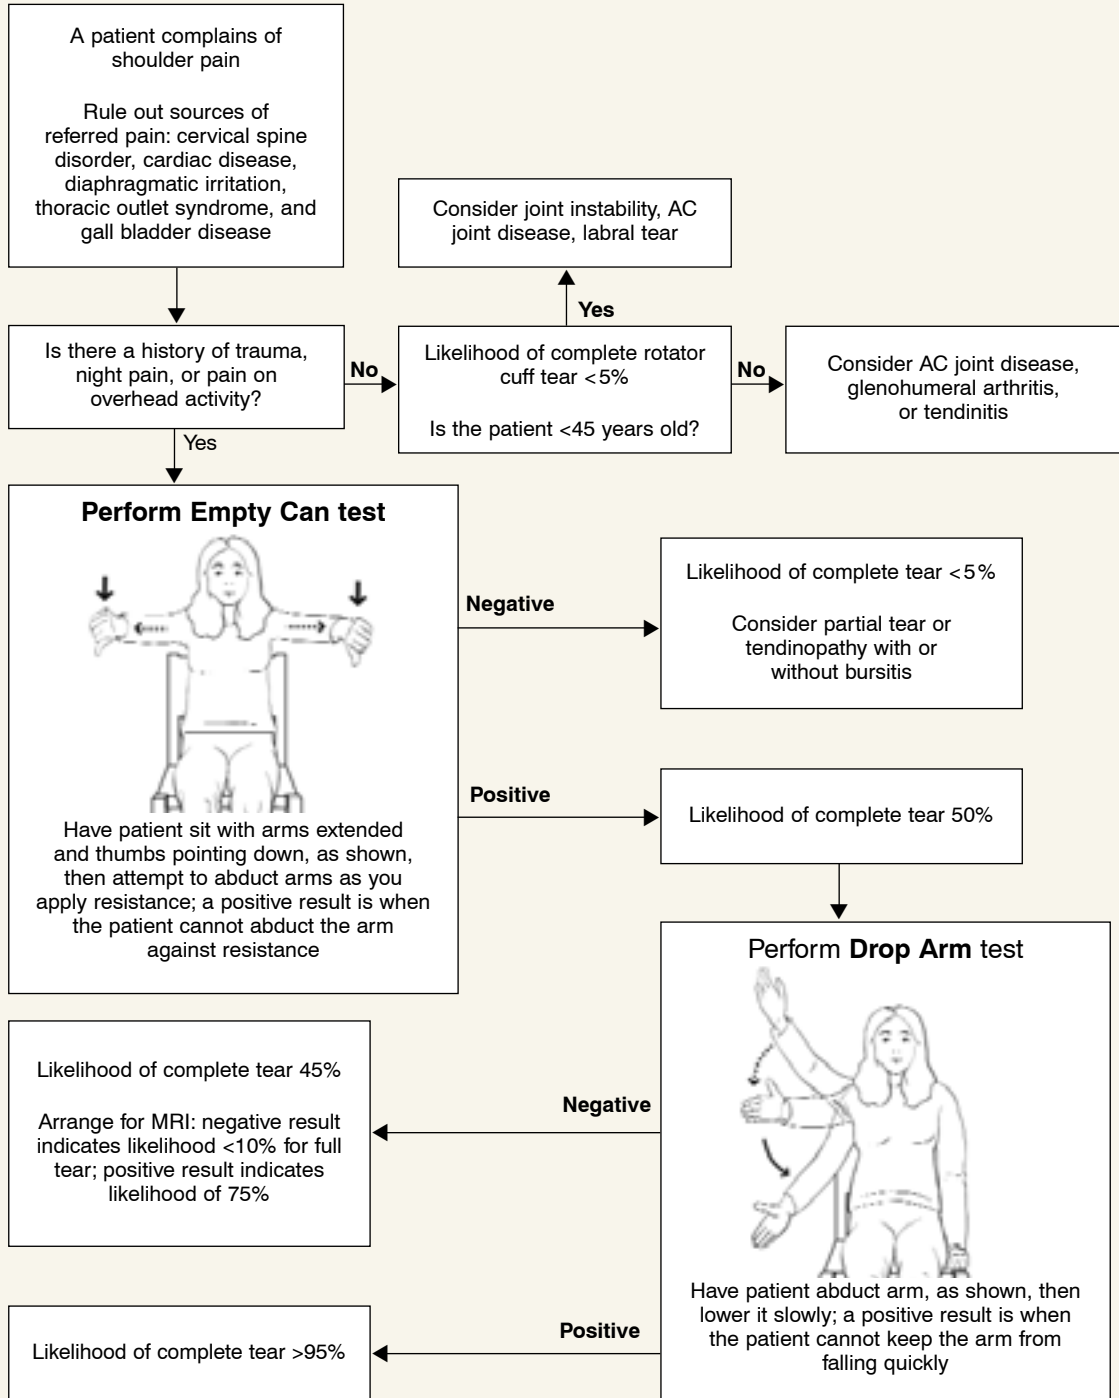 A patient complains of
shoulder pain
Rule out sources of
referred pain: cervical spine
disorder, cardiac disease,
diaphragmatic irritation,
thoracic outlet syndrome, and
gall bladder disease
Consider joint instability, AC
joint disease, labral tear
Yes
Is there a history of trauma,
night pain, or pain on
overhead activity?
No
Likelihood of complete rotator
cuff tear <5%
Is the patient <45 years old?
No
Consider AC joint disease,
glenohumeral arthritis,
or tendinitis
Yes
Perform Empty Can test
Have patient sit with arms extended
and thumbs pointing down, as shown,
then attempt to abduct arms as you
apply resistance; a positive result is when
the patient cannot abduct the arm
against resistance
Negative
Likelihood of complete tear <5%
Consider partial tear or
tendinopathy with or
without bursitis
Positive
Likelihood of complete tear 50%
Perform Drop Arm test
Have patient abduct arm, as shown, then
lower it slowly; a positive result is when
the patient cannot keep the arm from
falling quickly
Negative
Likelihood of complete tear 45%
Arrange for MRI: negative result
indicates likelihood <10% for full
tear; positive result indicates
likelihood of 75%
Positive
Likelihood of complete tear >95%